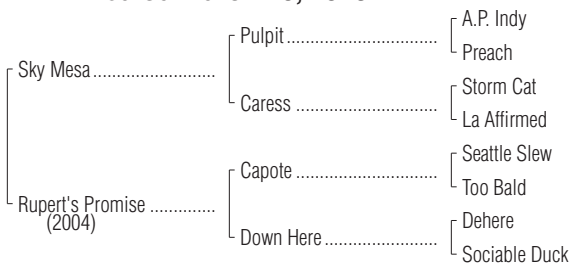 A.P. Indy
Pulpit
Preach
Sky Mesa
Storm Cat
Caress
La Affirmed
Seattle Slew
Capote
Too Bald
Rupert's Promise
(2004)
Dehere
Down Here
Sociable Duck